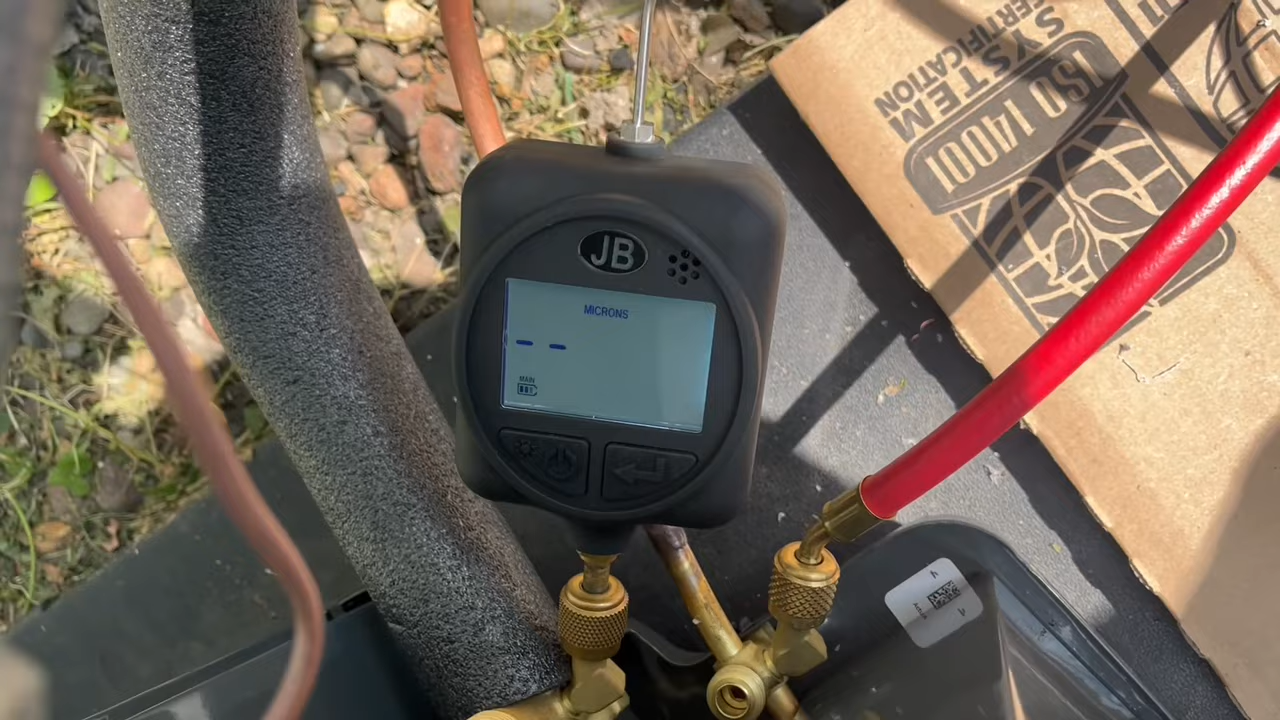 JB
MICRONS
- -
MAIN
SYSTEM
CERTIFICATION
ISO 14001